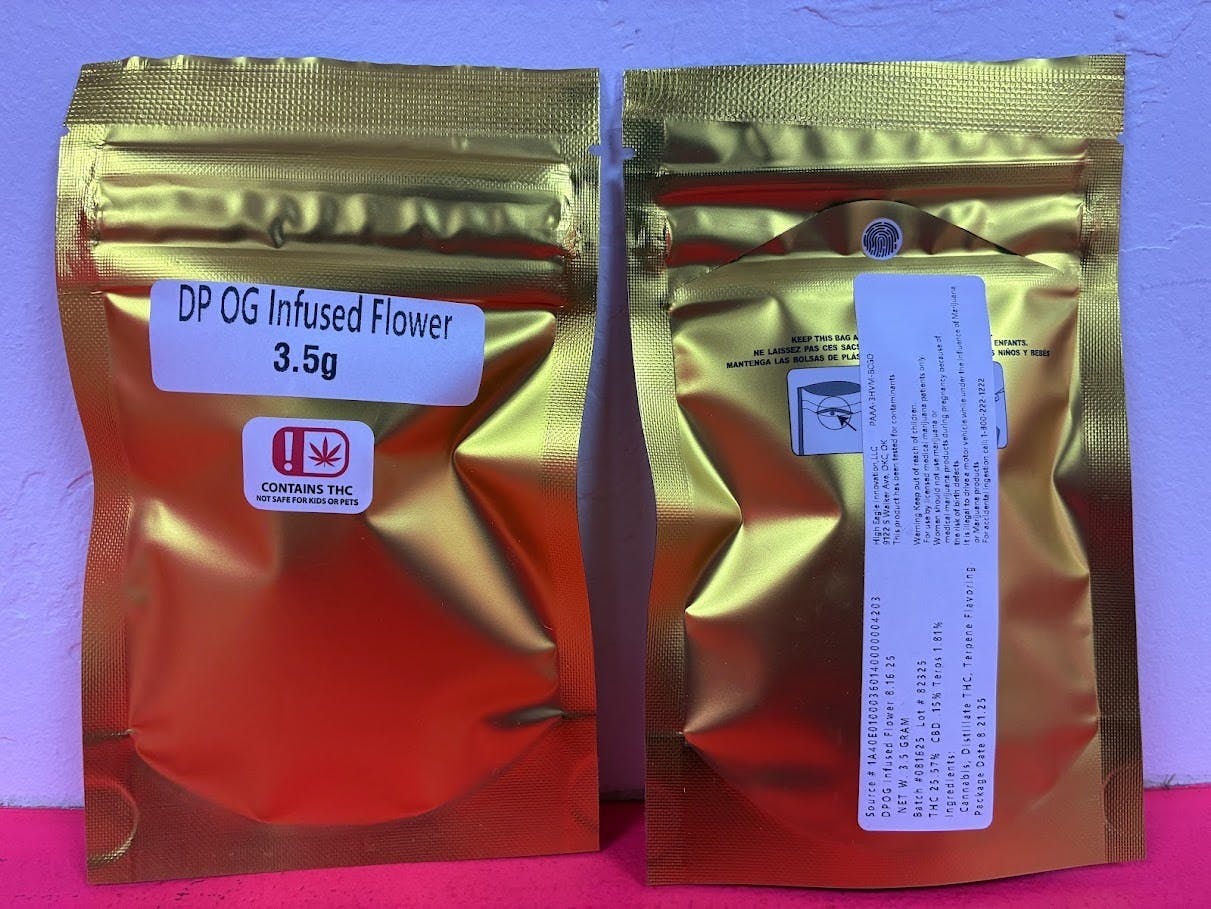 DP OG Infused Flower
3.5g
CONTAINS THC
NOT SAFE FOR KIDS OR PETS
KEEP THIS BAG A
ENFANTS.
NE LAISSEZ PAS CES SACS
MANTENGA LAS BOLSAS DE PLÁS
NIÑOS Y BEBÉS
High Eagle Innovation,LLC
9122 S Walker Ave, OKC, OK
This product has been tested for contaminants
Warning Keep out of reach of children.
For use by licensed medical marijuana patients only.
Women should not use marijuana or
medical marijuana products during pregnancy because of
the risk of birth defects
It is illegal to drive a motor vehicle while under the influence of Marijuana
or Marijuana products
For accidental ingestion call 1-800-222-1222
Source # 1A40E0100036014000004203
DPOG Infused Flower 8.16.25
NET W. 3.5 GRAM
Batch #081625 Lot # 82325
THC 25.57% CBD .15% Terps 1.81%
Ingredients:
Cannabis, Distillate THC, Terpene Flavoring
Package Date 8.21.25